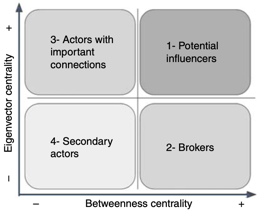 +
Eigenvector centrality
–
3- Actors with
important
connections
1- Potential
influencers
4- Secondary
actors
2- Brokers
–
Betweenness centrality
+